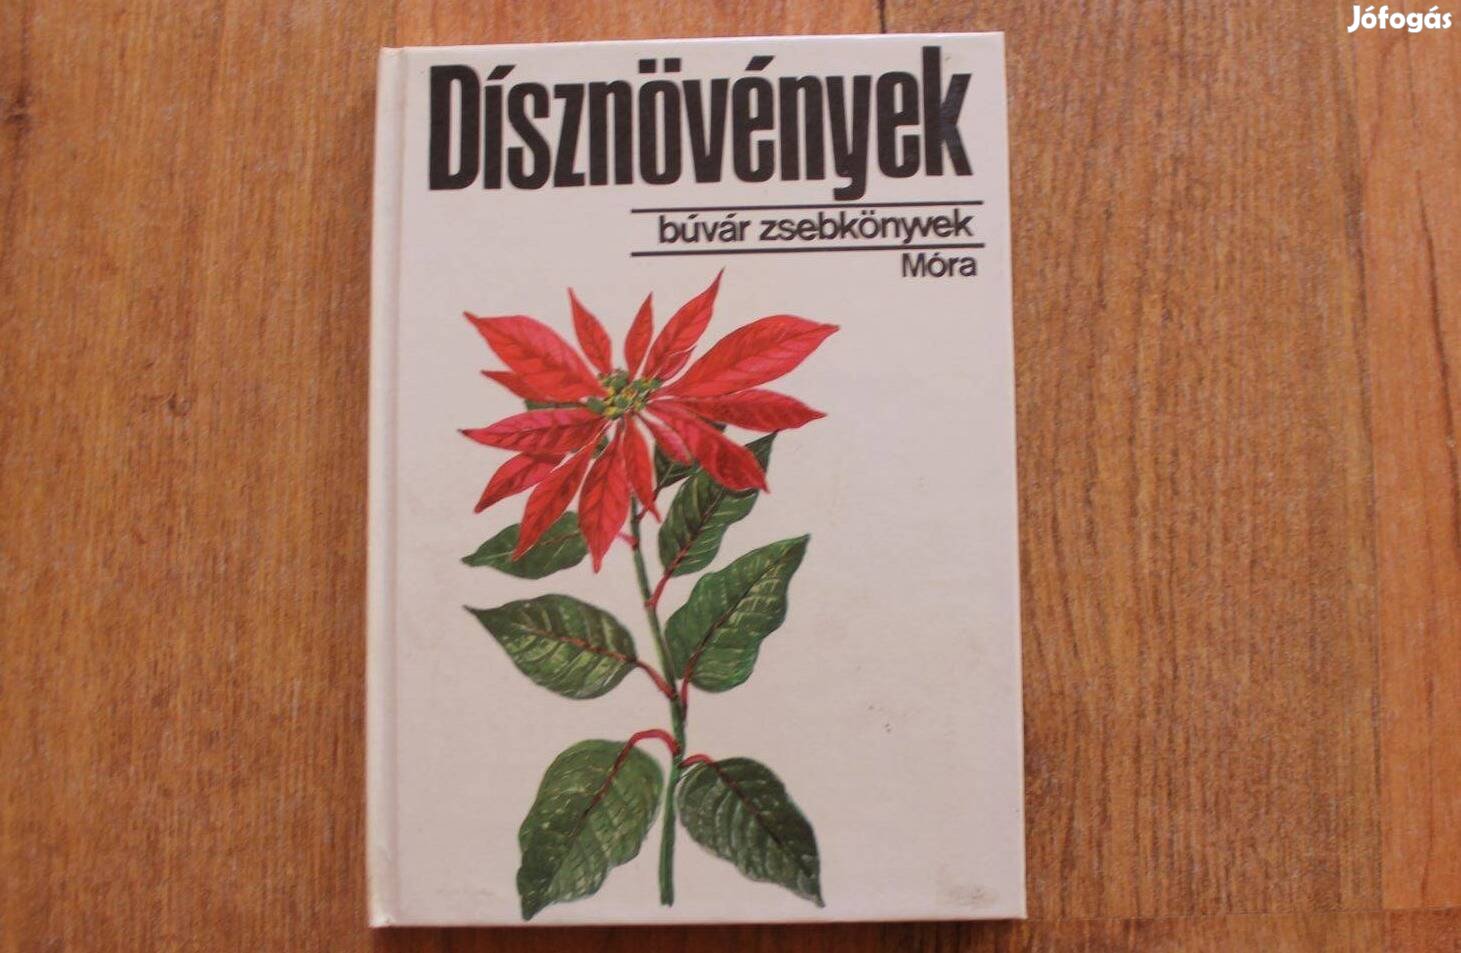 Jófogás
Dísznövények
búvár zsebkönyvek
Móra